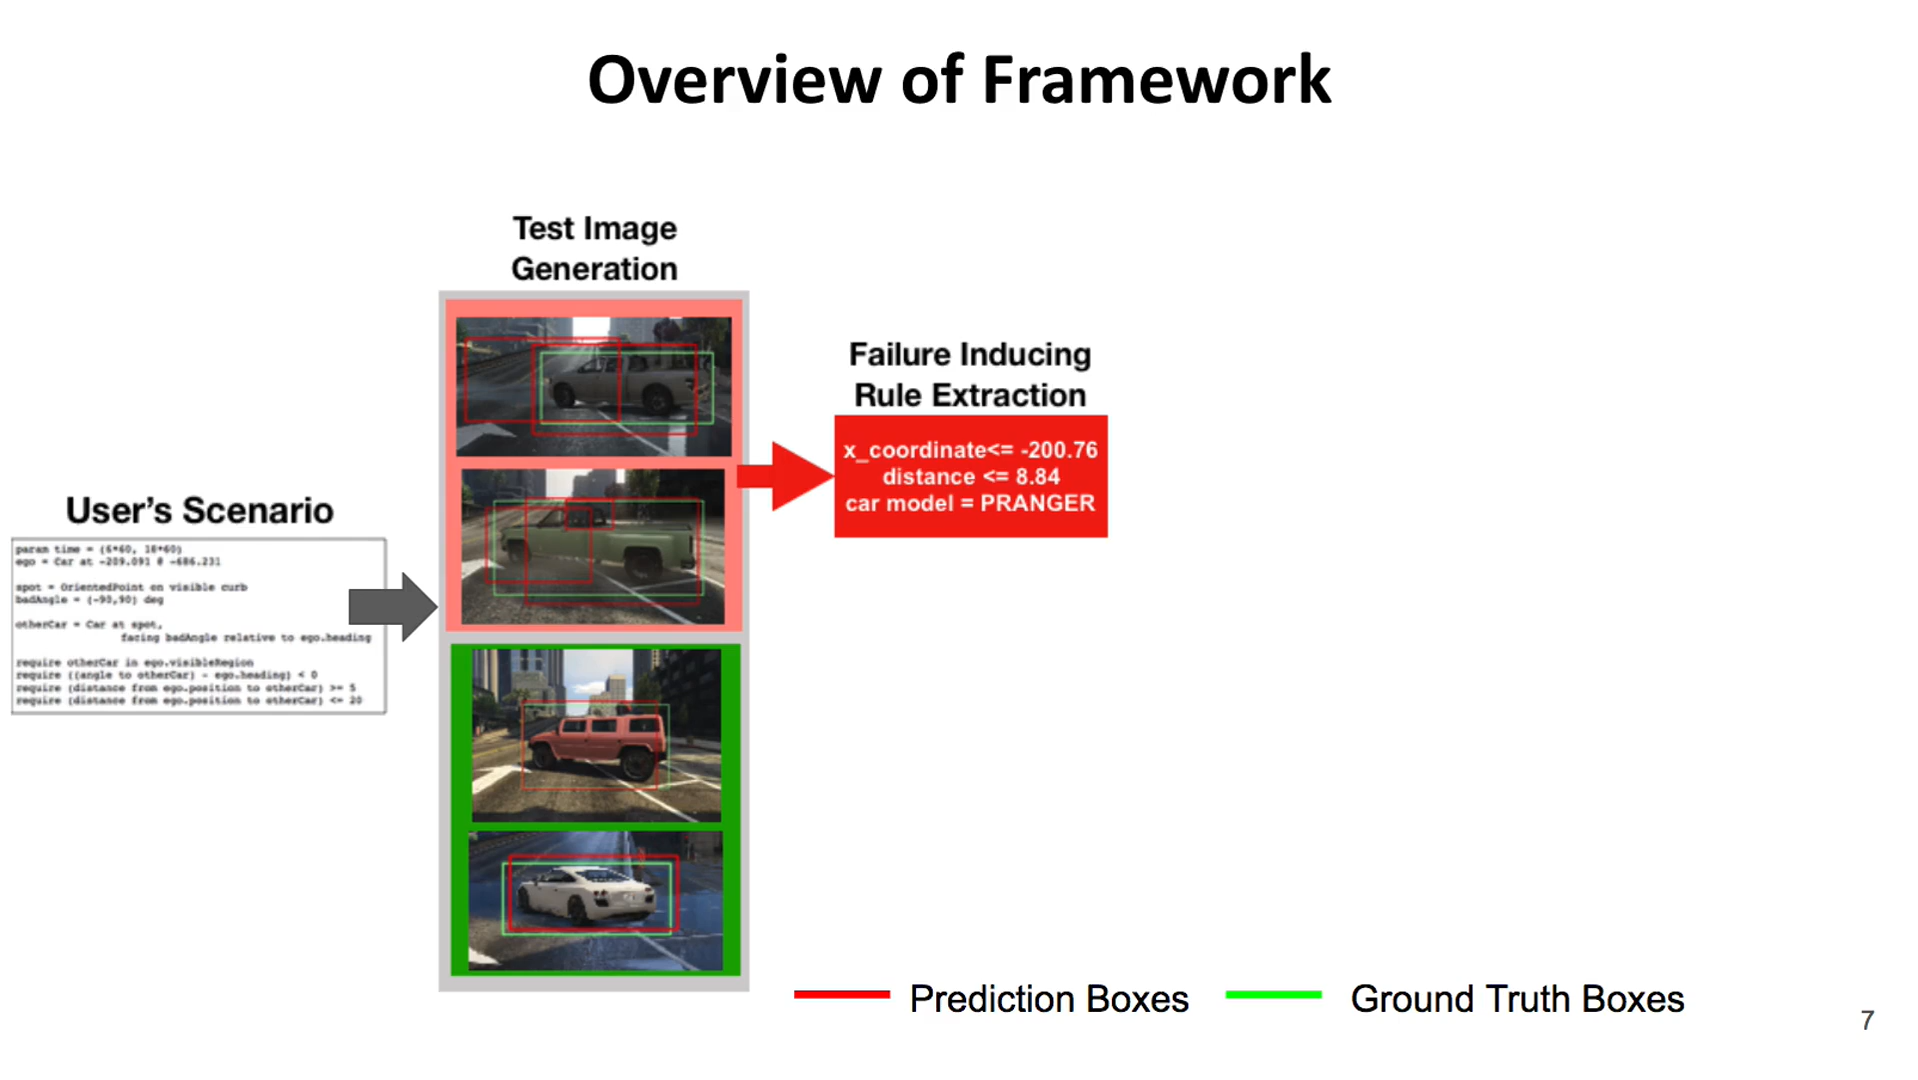 Overview of Framework
Test Image
Generation
Failure Inducing
Rule Extraction
x_coordinate<= -200.76
distance <= 8.84
car model = PRANGER
User's Scenario
param time = (6*60, 18*60)
ego = Car at -209.091 @ -686.231
spot = OrientedPoint on visible curb
badAngle = (-90,90) deg
otherCar = Car at spot,
facing badAngle relative to ego.heading
require otherCar in ego.visibleRegion
require ((angle to otherCar) - ego.heading) < 0
require (distance from ego.position to otherCar) >= 5
require (distance from ego.position to otherCar) <= 20
Prediction Boxes
Ground Truth Boxes
7